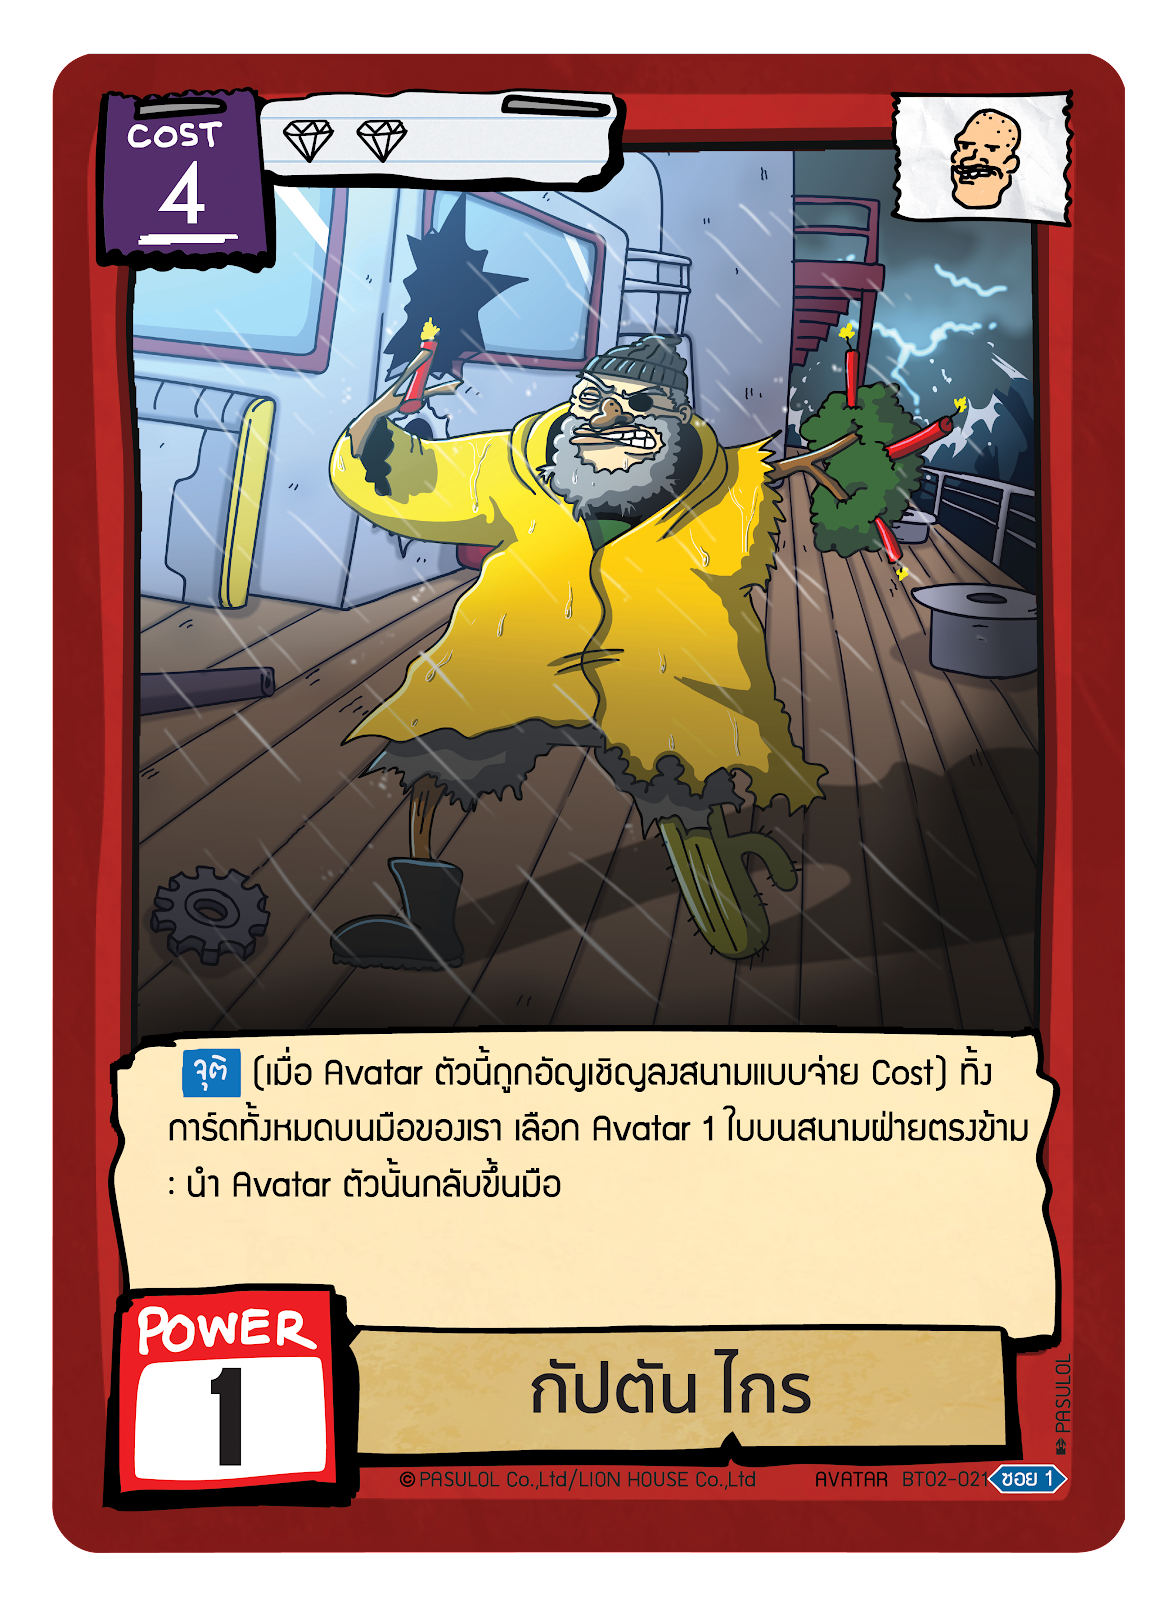 COST
4
จุติ (เมื่อ Avatar ตัวนี้ถูกอัญเชิญลงสนามแบบจ่าย Cost) ทิ้ง
การ์ดทั้งหมดบนมือของเรา เลือก Avatar 1 ใบบนสนามฝ่ายตรงข้าม
: นำ Avatar ตัวนั้นกลับขึ้นมือ
POWER
1
กัปตัน ไกร
PASULOL
© PASULOL Co.,Ltd/LION HOUSE Co.,Ltd AVATAR BT02-021 ซอย 1